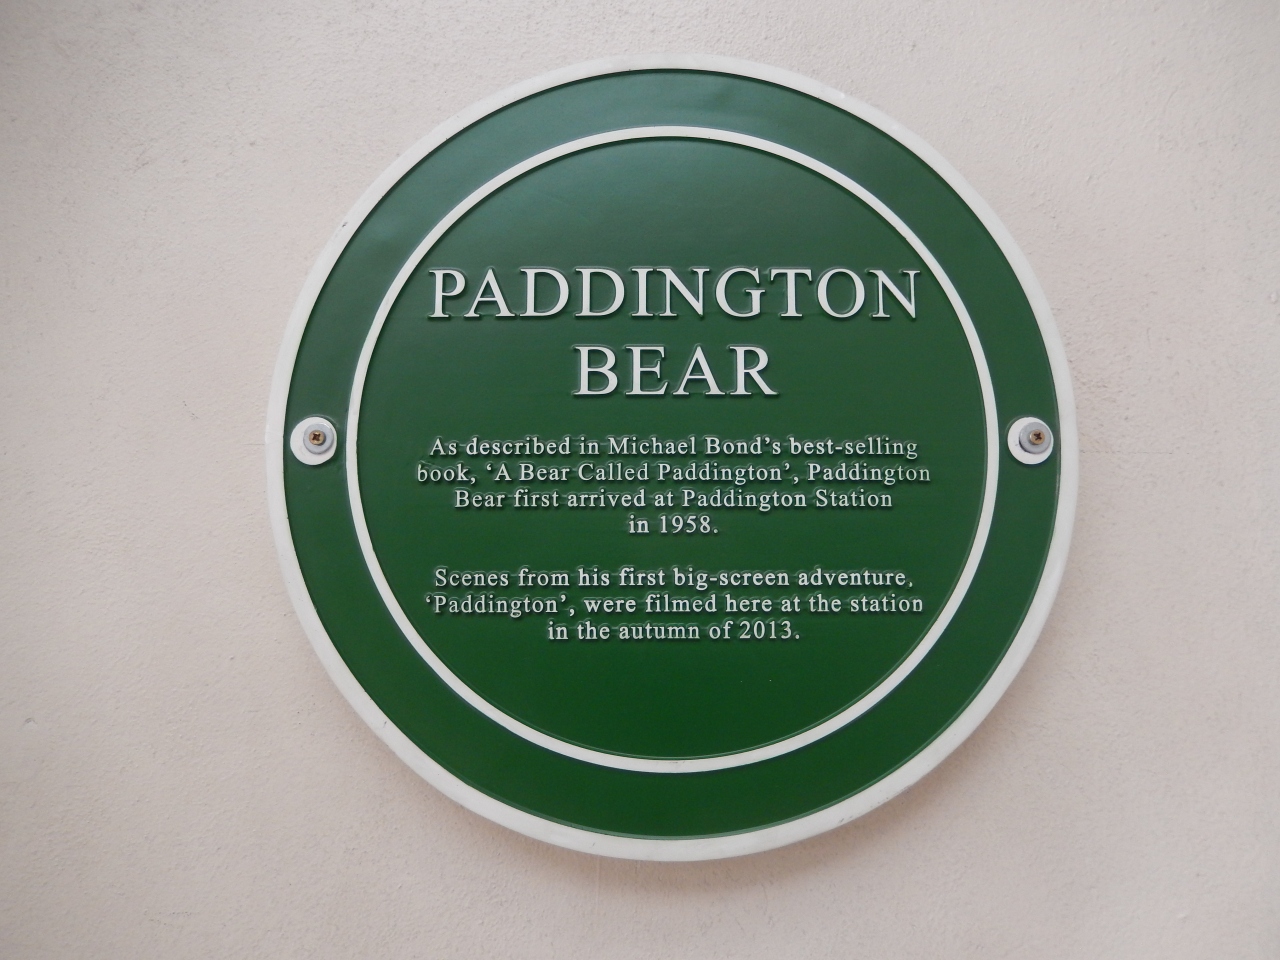 PADDINGTON
BEAR
As described in Michael Bond's best-selling
book, ‘A Bear Called Paddington’, Paddington
Bear first arrived at Paddington Station
in 1958.
Scenes from his first big-screen adventure,
‘Paddington’, were filmed here at the station
in the autumn of 2013.